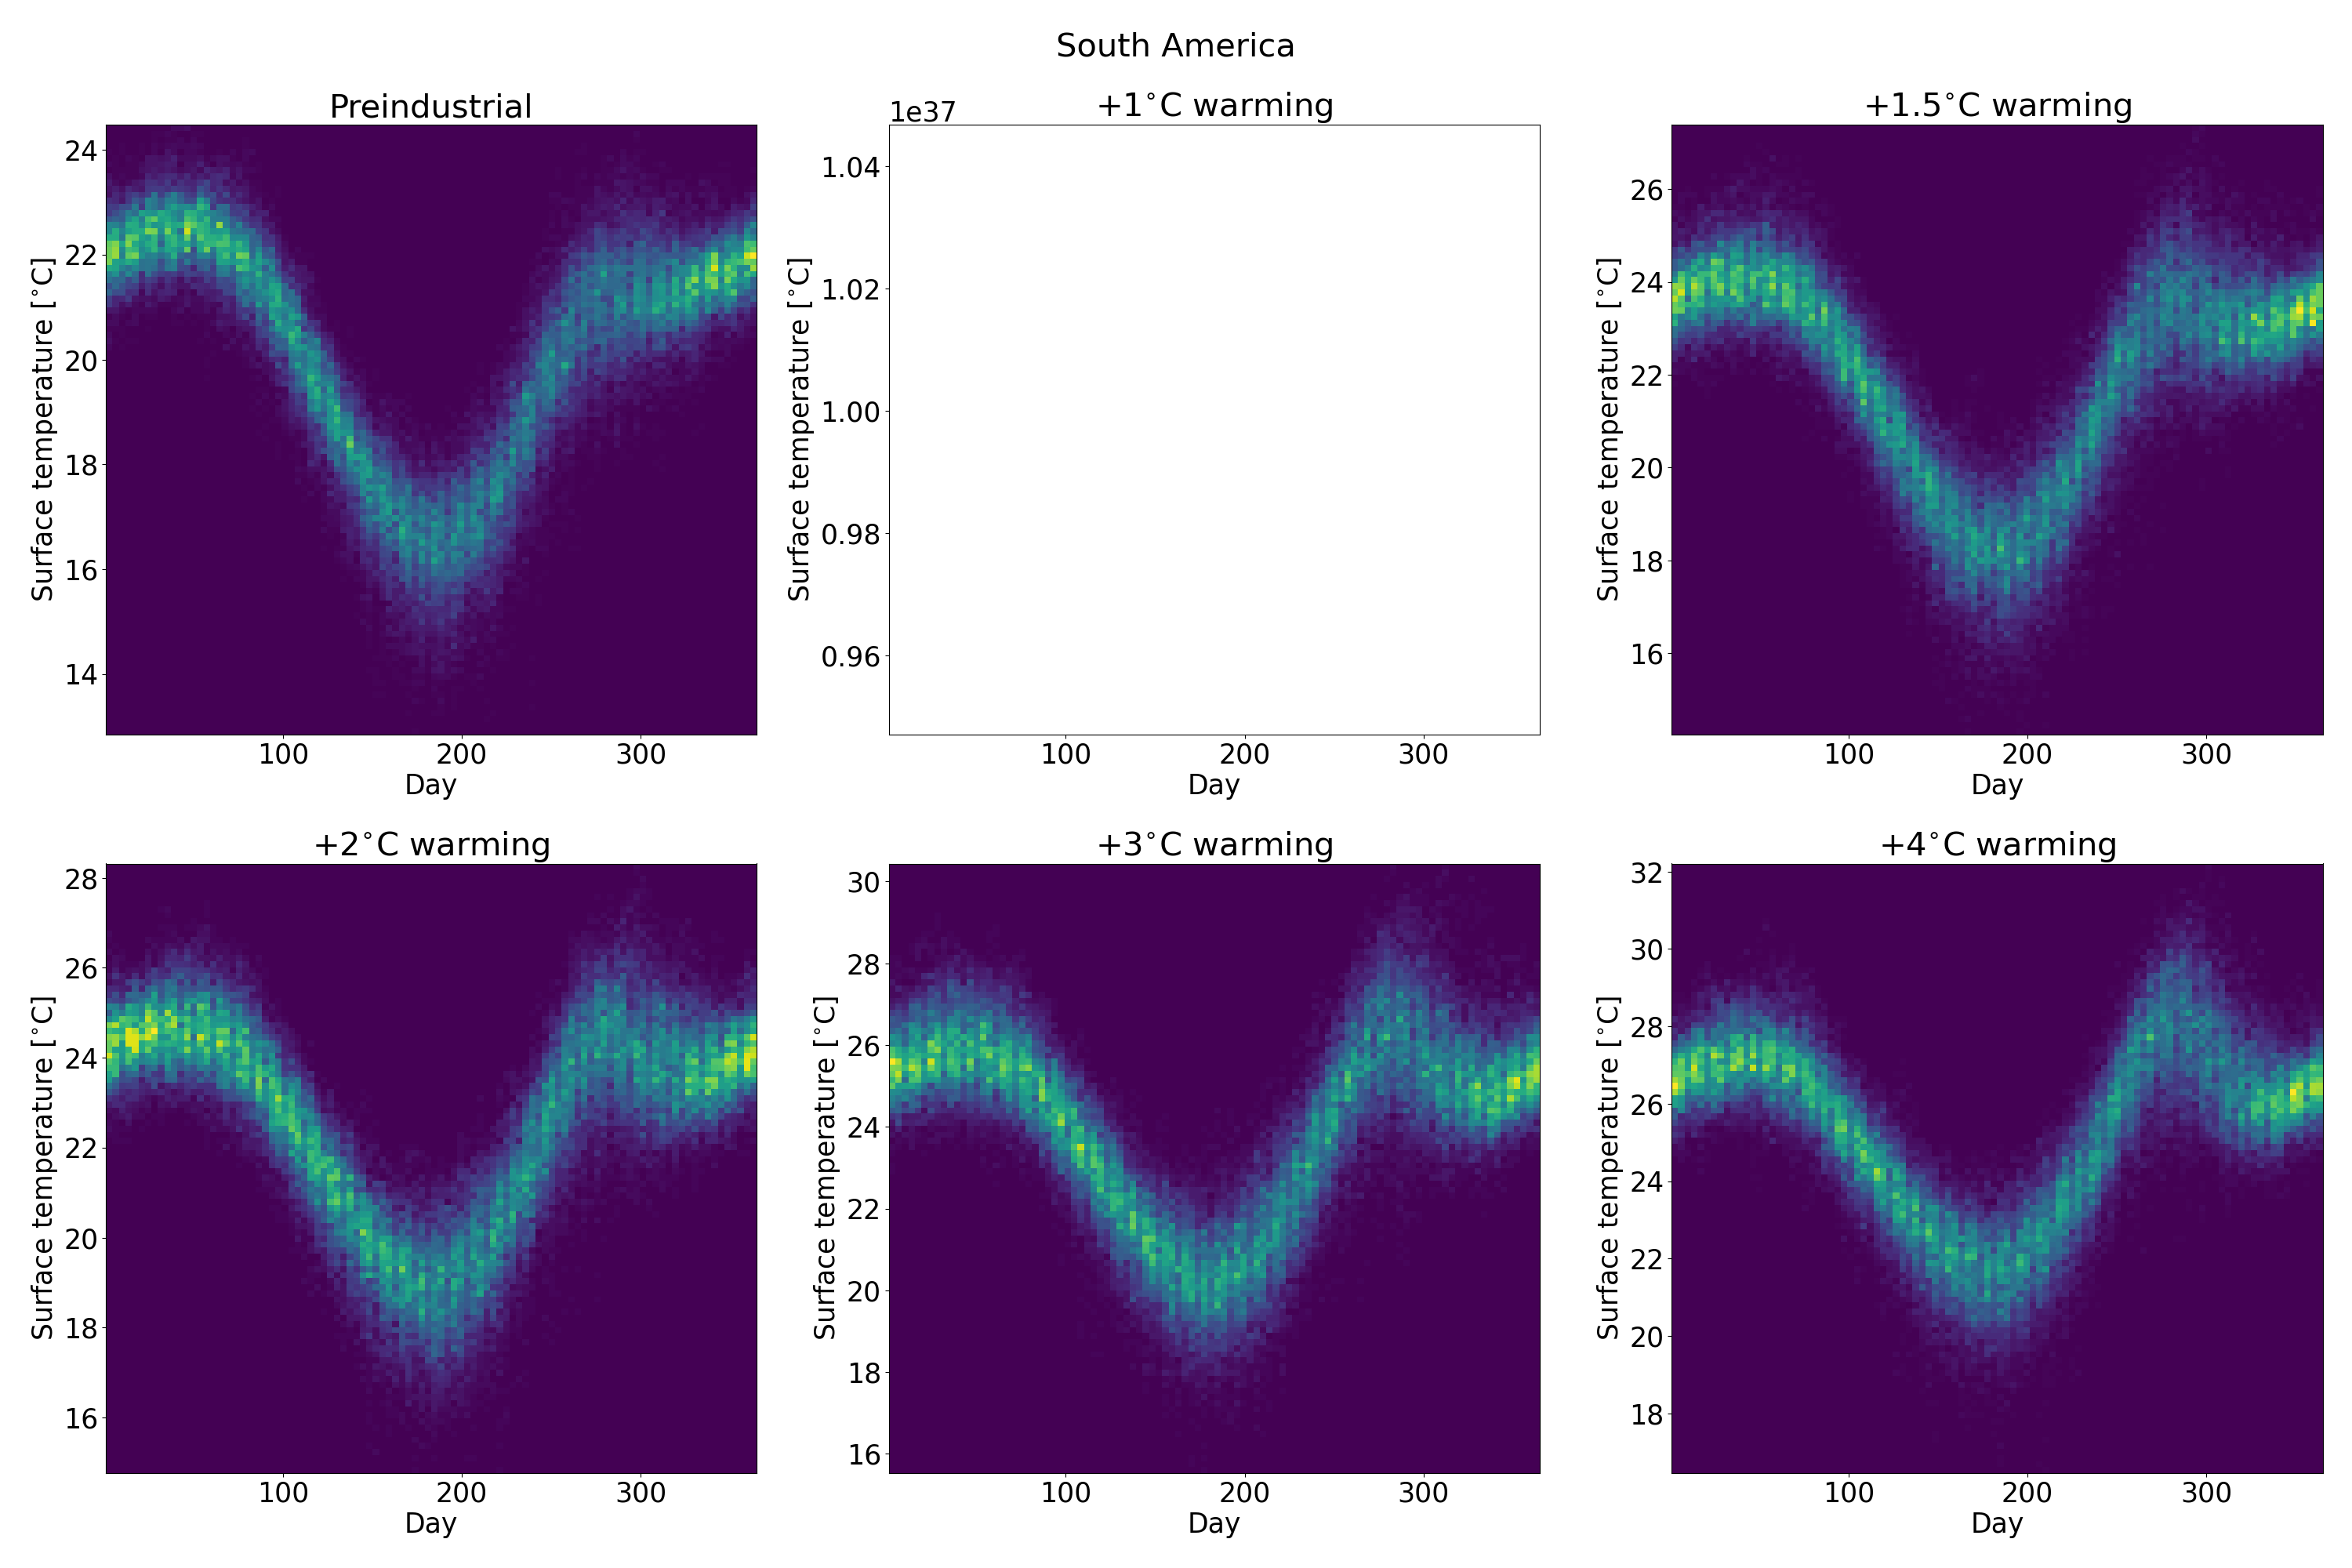 South America
Preindustrial
24
22
20
18
16
14
Surface temperature [°C]
100 200 300
Day
+1°C warming
1e37
1.04
1.02
1.00
0.98
0.96
Surface temperature [°C]
100 200 300
Day
+1.5°C warming
26
24
22
20
18
16
Surface temperature [°C]
100 200 300
Day
+2°C warming
28
26
24
22
20
18
16
Surface temperature [°C]
100 200 300
Day
+3°C warming
30
28
26
24
22
20
18
16
Surface temperature [°C]
100 200 300
Day
+4°C warming
32
30
28
26
24
22
20
18
Surface temperature [°C]
100 200 300
Day